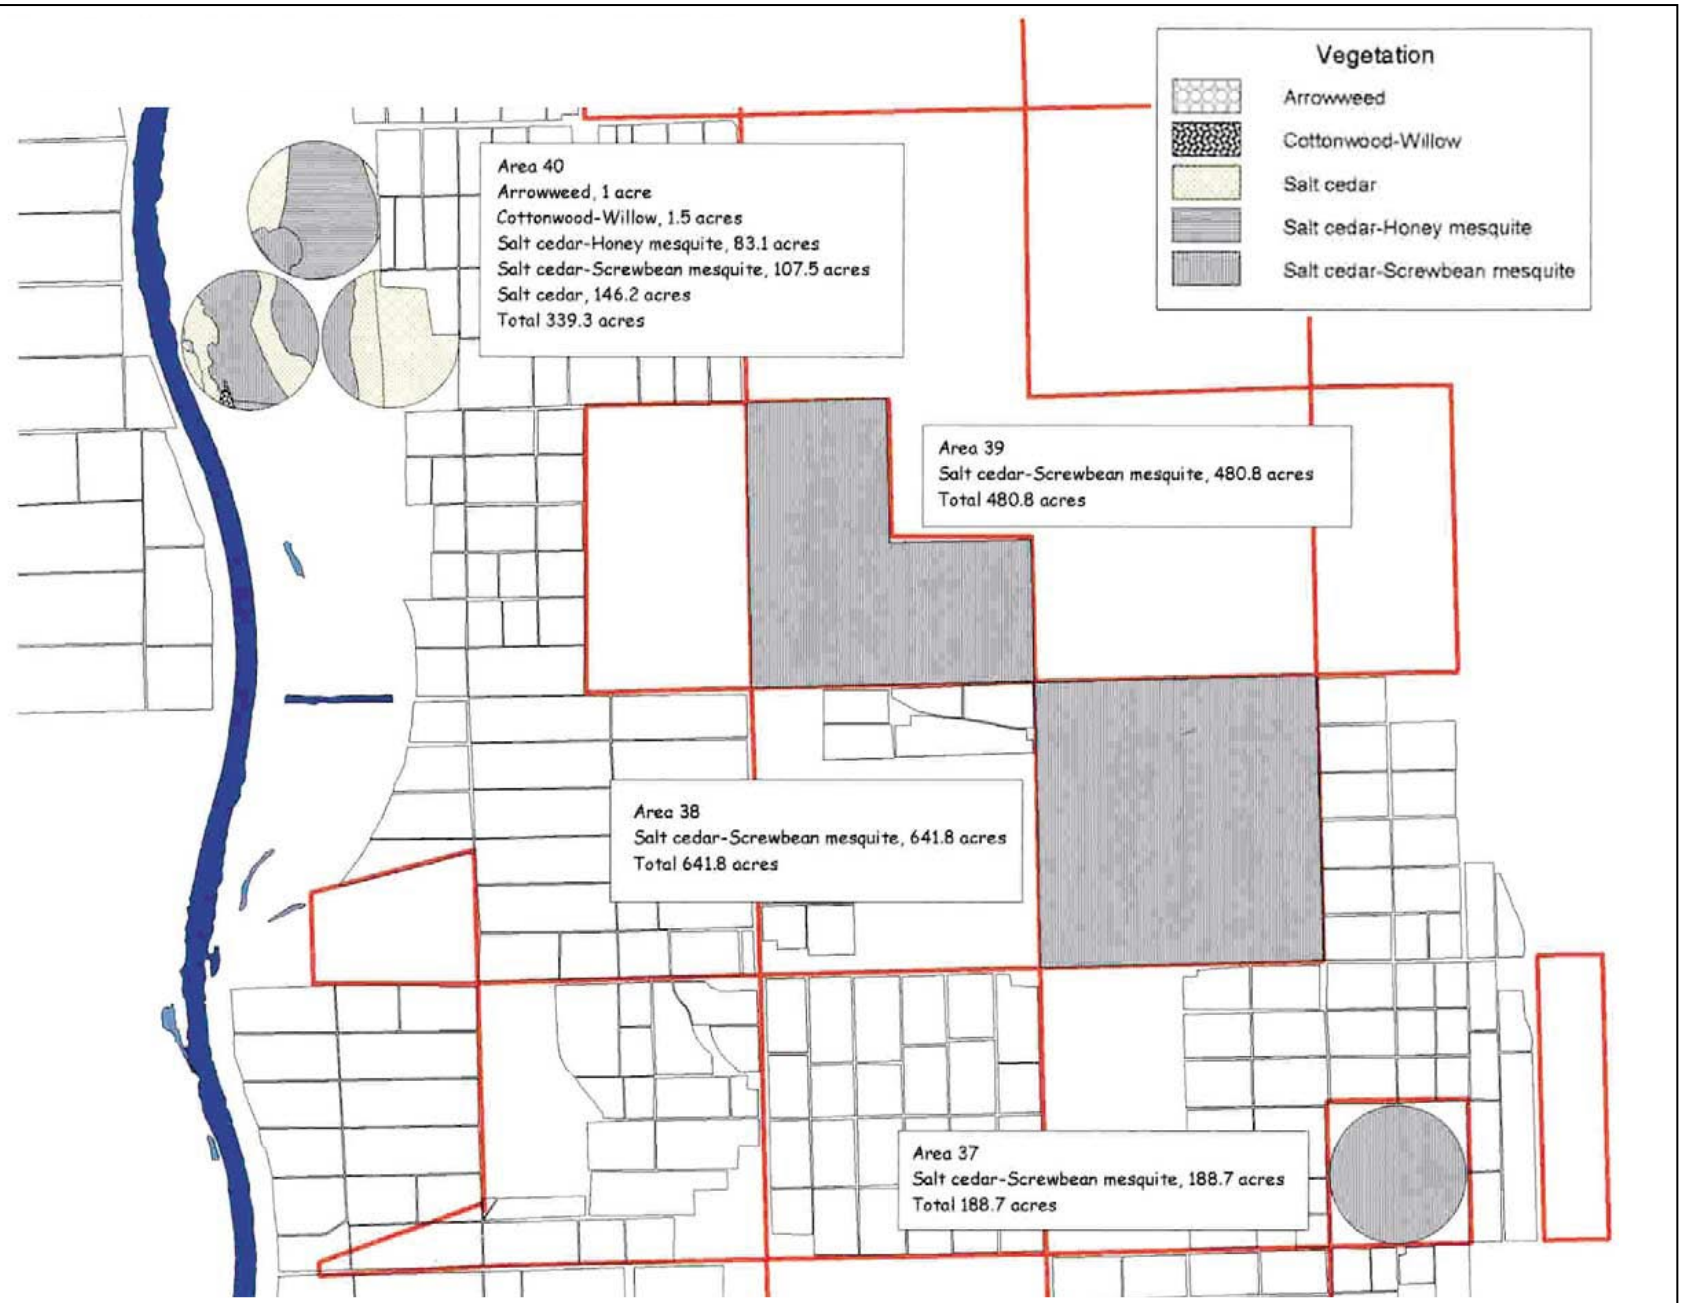 Vegetation
Arrowweed
Cottonwood-Willow
Salt cedar
Salt cedar-Honey mesquite
Salt cedar-Screwbean mesquite
Area 40
Arrowweed, 1 acre
Cottonwood-Willow, 1.5 acres
Salt cedar-Honey mesquite, 83.1 acres
Salt cedar-Screwbean mesquite, 107.5 acres
Salt cedar, 146.2 acres
Total 339.3 acres
Area 39
Salt cedar-Screwbean mesquite, 480.8 acres
Total 480.8 acres
Area 38
Salt cedar-Screwbean mesquite, 641.8 acres
Total 641.8 acres
Area 37
Salt cedar-Screwbean mesquite, 188.7 acres
Total 188.7 acres